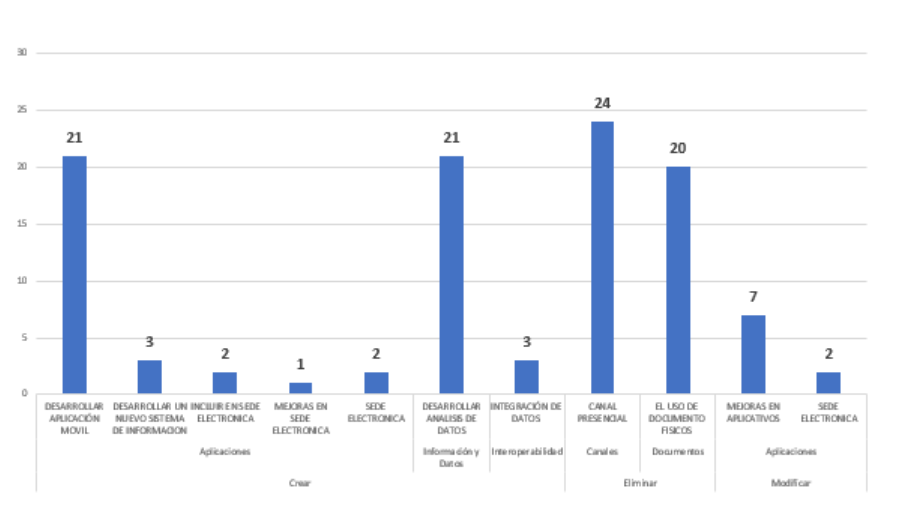 30
25
20
15
10
5
0
21
3
2
1
2
21
3
24
20
7
2
DESARROLLAR
APLICACIÓN
MOVIL
DESARROLLAR UN
NUEVO SISTEMA
DE INFORMACION
INCLUIR EN SEDE
ELECTRONICA
MEJORAS EN
SEDE
ELECTRONICA
SEDE
ELECTRONICA
DESARROLLAR
ANALISIS DE
DATOS
INTEGRACIÓN DE
DATOS
CANAL
PRESENCIAL
EL USO DE
DOCUMENTO
FISICOS
MEJORAS EN
APLICATIVOS
SEDE
ELECTRONICA
Aplicaciones
Información y
Datos
Interoperabilidad
Canales
Documentos
Aplicaciones
Crear
Eliminar
Modificar